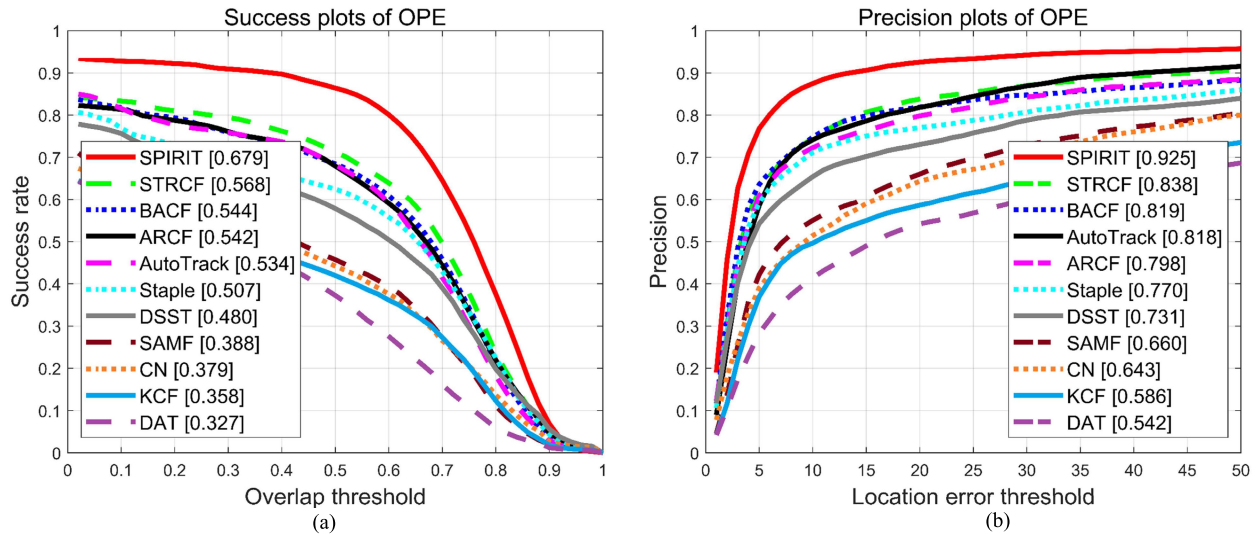 Success plots of OPE
1
0.9
0.8
0.7
0.6
0.5
0.4
0.3
0.2
0.1
0
Success rate
SPIRIT [0.679]
STRCF [0.568]
BACF [0.544]
ARCF [0.542]
AutoTrack [0.534]
Staple [0.507]
DSST [0.480]
SAMF [0.388]
CN [0.379]
KCF [0.358]
DAT [0.327]
0 0.1 0.2 0.3 0.4 0.5 0.6 0.7 0.8 0.9 1
Overlap threshold
(a)
Precision plots of OPE
1
0.9
0.8
0.7
0.6
0.5
0.4
0.3
0.2
0.1
0
Precision
SPIRIT [0.925]
STRCF [0.838]
BACF [0.819]
AutoTrack [0.818]
ARCF [0.798]
Staple [0.770]
DSST [0.731]
SAMF [0.660]
CN [0.643]
KCF [0.586]
DAT [0.542]
0 5 10 15 20 25 30 35 40 45 50
Location error threshold
(b)